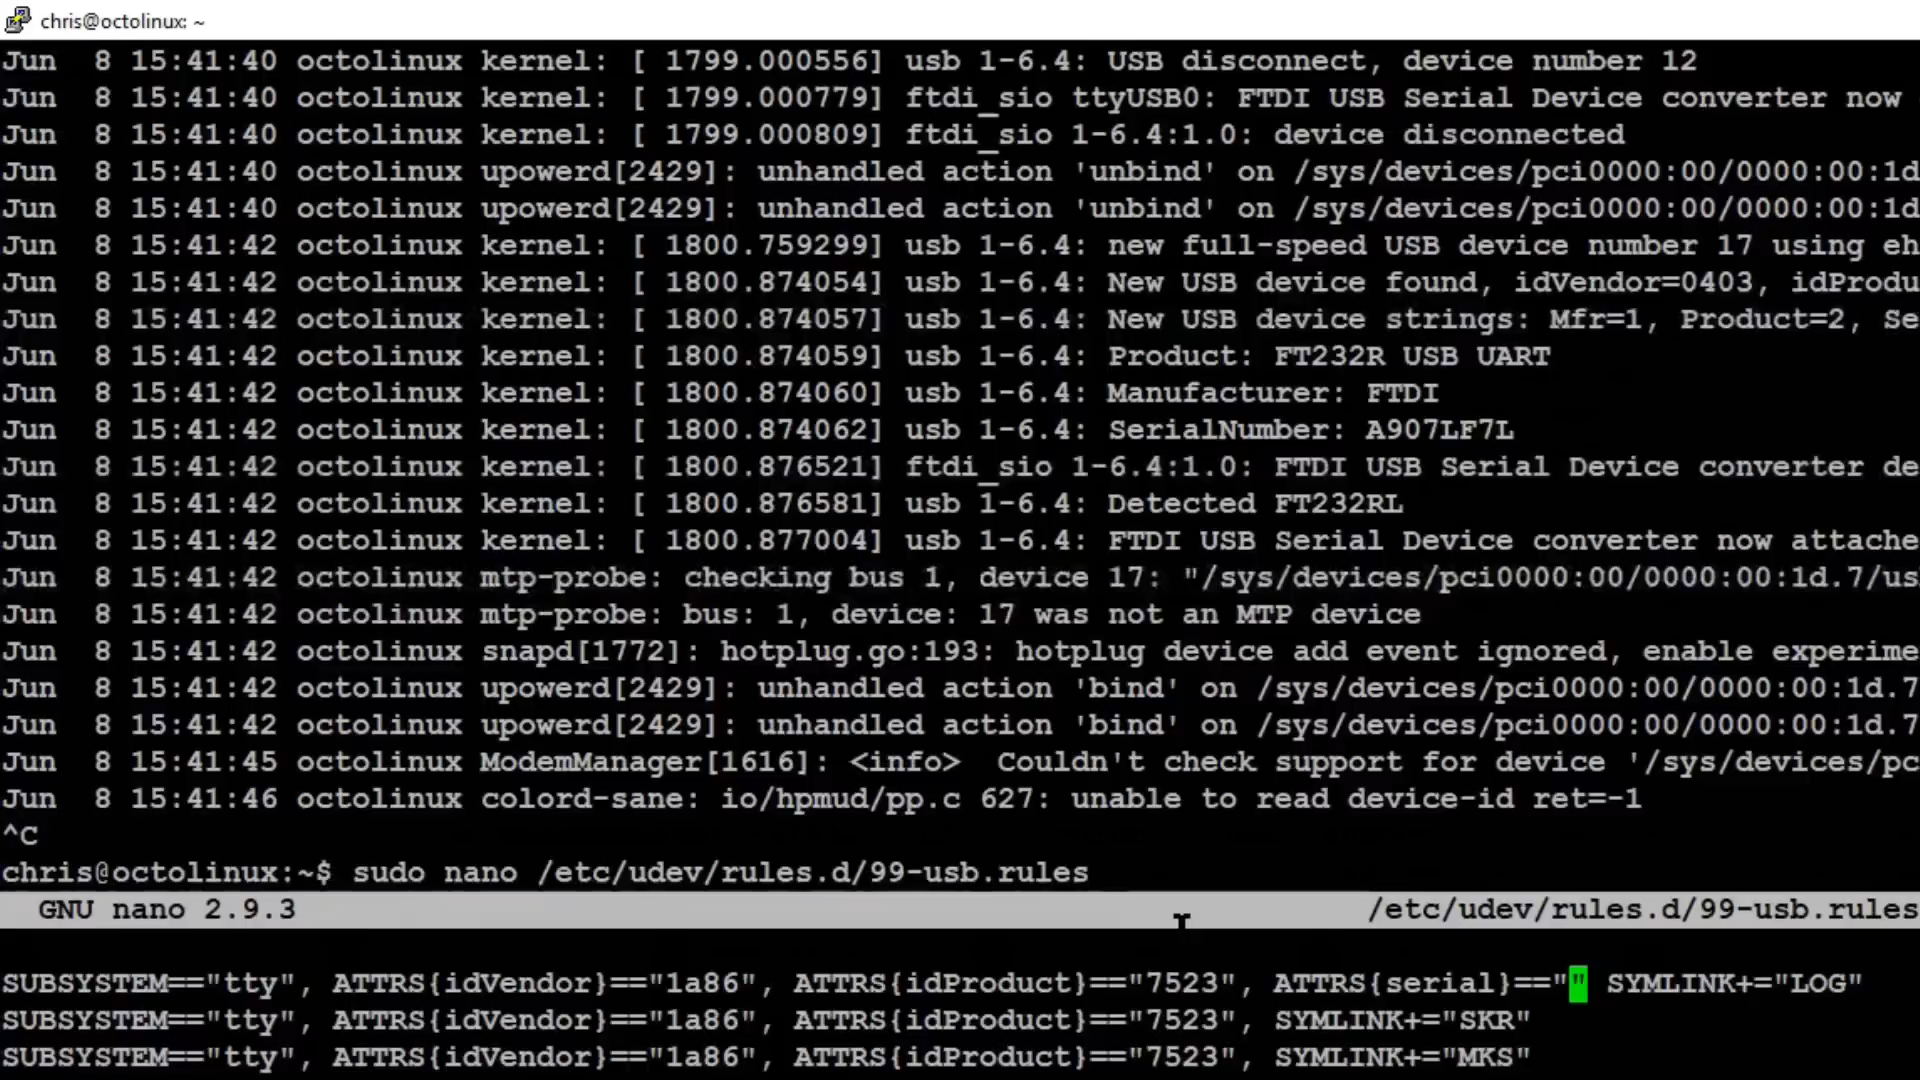 chris@octolinux: ~
Jun  8 15:41:40 octolinux kernel: [ 1799.000556] usb 1-6.4: USB disconnect, device number 12
Jun  8 15:41:40 octolinux kernel: [ 1799.000779] ftdi_sio ttyUSB0: FTDI USB Serial Device converter now
Jun  8 15:41:40 octolinux kernel: [ 1799.000809] ftdi_sio 1-6.4:1.0: device disconnected
Jun  8 15:41:40 octolinux upowerd[2429]: unhandled action 'unbind' on /sys/devices/pci0000:00/0000:00:1d
Jun  8 15:41:40 octolinux upowerd[2429]: unhandled action 'unbind' on /sys/devices/pci0000:00/0000:00:1d
Jun  8 15:41:42 octolinux kernel: [ 1800.759299] usb 1-6.4: new full-speed USB device number 17 using eh
Jun  8 15:41:42 octolinux kernel: [ 1800.874054] usb 1-6.4: New USB device found, idVendor=0403, idProdu
Jun  8 15:41:42 octolinux kernel: [ 1800.874057] usb 1-6.4: New USB device strings: Mfr=1, Product=2, Se
Jun  8 15:41:42 octolinux kernel: [ 1800.874059] usb 1-6.4: Product: FT232R USB UART
Jun  8 15:41:42 octolinux kernel: [ 1800.874060] usb 1-6.4: Manufacturer: FTDI
Jun  8 15:41:42 octolinux kernel: [ 1800.874062] usb 1-6.4: SerialNumber: A907LF7L
Jun  8 15:41:42 octolinux kernel: [ 1800.876521] ftdi_sio 1-6.4:1.0: FTDI USB Serial Device converter de
Jun  8 15:41:42 octolinux kernel: [ 1800.876581] usb 1-6.4: Detected FT232RL
Jun  8 15:41:42 octolinux kernel: [ 1800.877004] usb 1-6.4: FTDI USB Serial Device converter now attache
Jun  8 15:41:42 octolinux mtp-probe: checking bus 1, device 17: "/sys/devices/pci0000:00/0000:00:1d.7/us
Jun  8 15:41:42 octolinux mtp-probe: bus: 1, device: 17 was not an MTP device
Jun  8 15:41:42 octolinux snapd[1772]: hotplug.go:193: hotplug device add event ignored, enable experime
Jun  8 15:41:42 octolinux upowerd[2429]: unhandled action 'bind' on /sys/devices/pci0000:00/0000:00:1d.7
Jun  8 15:41:42 octolinux upowerd[2429]: unhandled action 'bind' on /sys/devices/pci0000:00/0000:00:1d.7
Jun  8 15:41:45 octolinux ModemManager[1616]: <info>  Couldn't check support for device '/sys/devices/pc
Jun  8 15:41:46 octolinux colord-sane: io/hpmud/pp.c 627: unable to read device-id ret=-1
^C
chris@octolinux:~$ sudo nano /etc/udev/rules.d/99-usb.rules
GNU nano 2.9.3 /etc/udev/rules.d/99-usb.rules
SUBSYSTEM=="tty", ATTRS{idVendor}=="1a86", ATTRS{idProduct}=="7523", ATTRS{serial}=="" SYMLINK+="LOG"
SUBSYSTEM=="tty", ATTRS{idVendor}=="1a86", ATTRS{idProduct}=="7523", SYMLINK+="SKR"
SUBSYSTEM=="tty", ATTRS{idVendor}=="1a86", ATTRS{idProduct}=="7523", SYMLINK+="MKS"